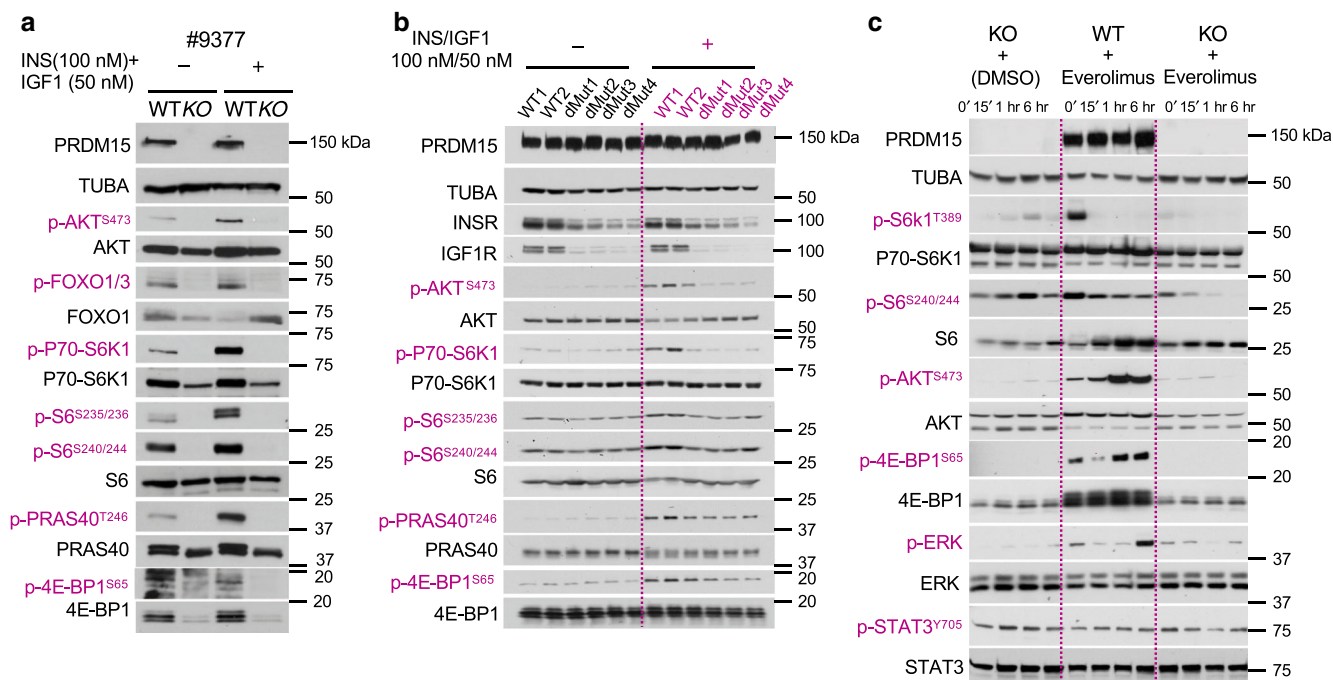 a
#9377
INS(100 nM)+
IGF1 (50 nM)
– +
WT KO WT KO
PRDM15
150 kDa
TUBA
50
p-AKTS473
50
AKT
50
p-FOXO1/3
75
FOXO1
75
75
p-P70-S6K1
75
P70-S6K1
p-S6S235/236
25
p-S6S240/244
25
S6
25
p-PRAS40T246
37
PRAS40
37
p-4E-BP1S65
20
20
4E-BP1
b
INS/IGF1
100 nM/50 nM
– +
WT1 WT2 dMut1 dMut2 dMut3 dMut4 WT1 WT2 dMut1 dMut2 dMut3 dMut4
PRDM15
150 kDa
TUBA
50
INSR
100
IGF1R
100
p-AKTS473
50
AKT
50
p-P70-S6K1
75
75
P70-S6K1
p-S6S235/236
25
p-S6S240/244
25
S6
25
p-PRAS40T246
37
PRAS40
37
p-4E-BP1S65
20
20
4E-BP1
c
KO WT KO
+ + +
(DMSO) Everolimus Everolimus
0' 15' 1 hr 6 hr 0' 15' 1 hr 6 hr 0' 15' 1 hr 6 hr
PRDM15
150 kDa
TUBA
50
p-S6k1T389
50
P70-S6K1
50
p-S6S240/244
25
S6
25
p-AKTS473
50
AKT
50
20
p-4E-BP1S65
20
4E-BP1
p-ERK
37
ERK
37
p-STAT3Y705
75
STAT3
75